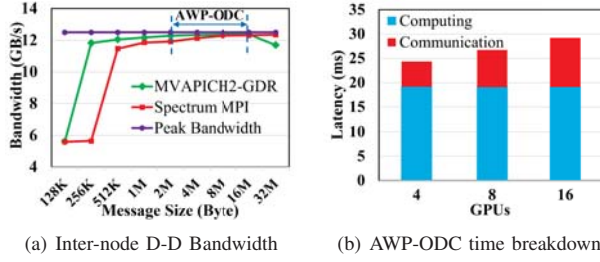 14
12
10
8
6
4
Bandwidth (GB/s)
AWP-ODC
MVAPICH2-GDR
Spectrum MPI
Peak Bandwidth
128K
256K
512K
1M
2M
4M
8M
16M
32M
Message Size (Byte)
(a) Inter-node D-D Bandwidth
35
30
25
20
15
10
5
0
Latency (ms)
Computing
Communication
4
8
16
GPUs
(b) AWP-ODC time breakdown